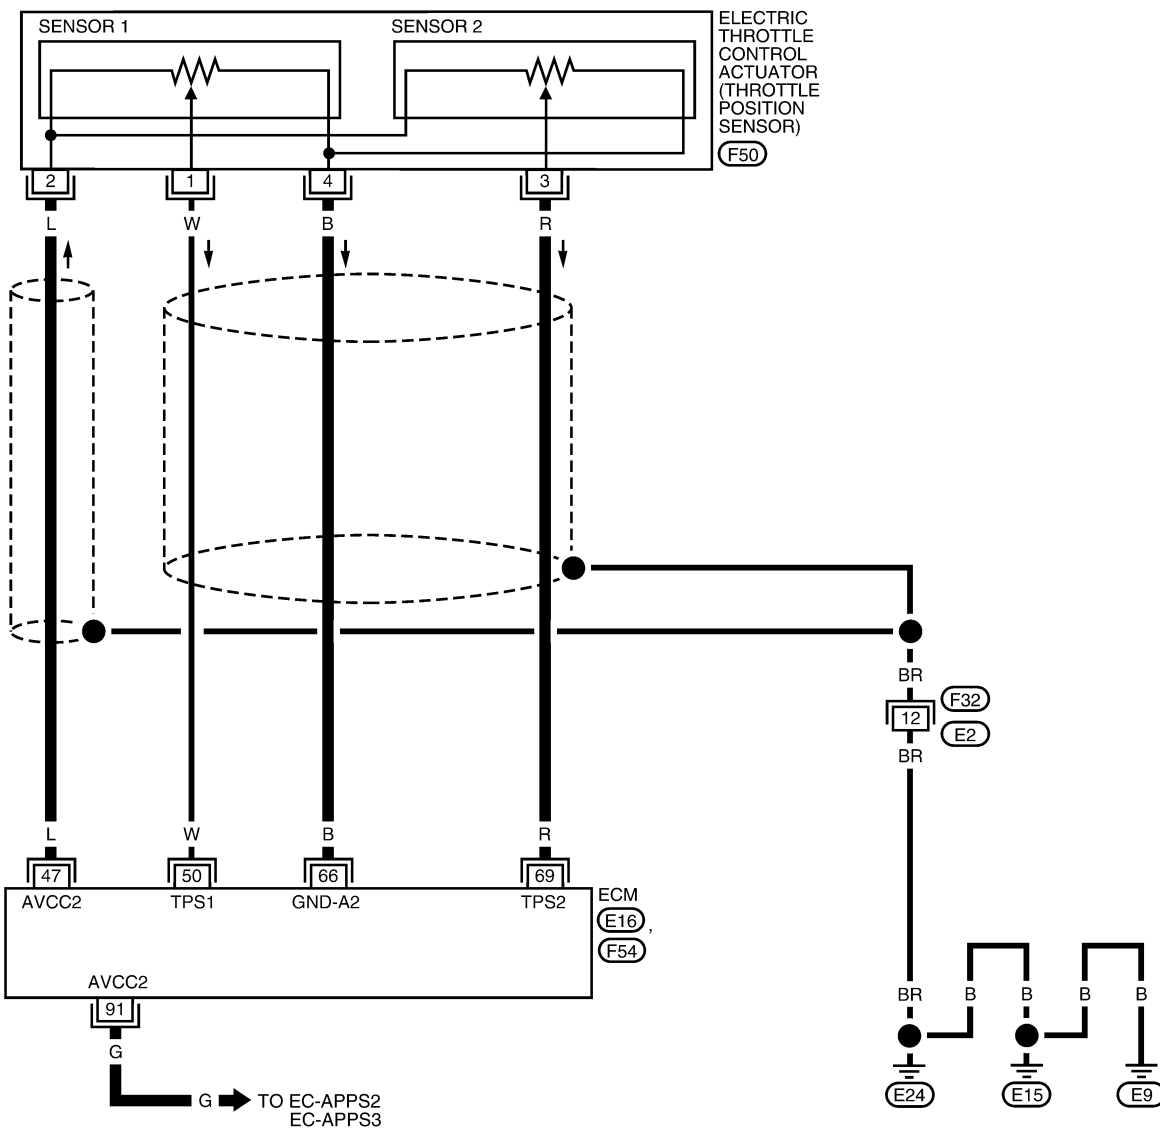 SENSOR 1
SENSOR 2
ELECTRIC
THROTTLE
CONTROL
ACTUATOR
(THROTTLE
POSITION
SENSOR)
F50
2
1
4
3
L
W
B
R
BR
F32
12
E2
BR
L
W
B
R
47
50
66
69
AVCC2
TPS1
GND-A2
TPS2
ECM
E16 ,
F54
AVCC2
91
BR
B
B
B
B
G
E24
E15
E9
G
TO EC-APPS2
EC-APPS3